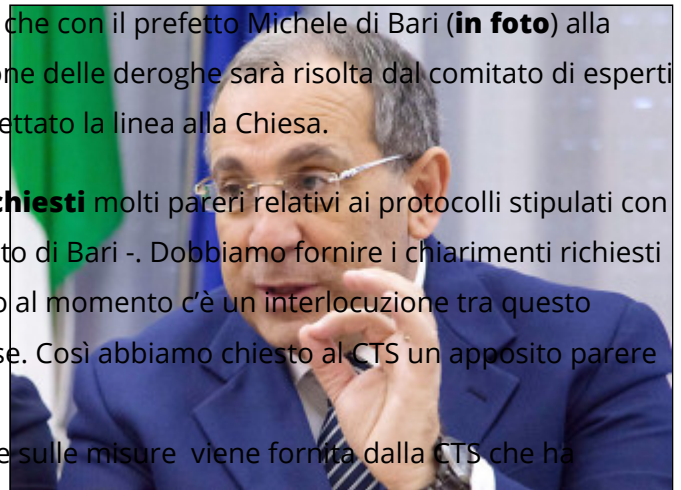 che con il prefetto Michele di Bari (in foto) alla
ne delle deroghe sarà risolta dal comitato di esperti
ettato la linea alla Chiesa.
chiesti molti pareri relativi ai protocolli stipulati con
to di Bari -. Dobbiamo fornire i chiarimenti richiesti
al momento c’è un interlocuzione tra questo
se. Così abbiamo chiesto al CTS un apposito parere
e sulle misure viene fornita dalla CTS che ha